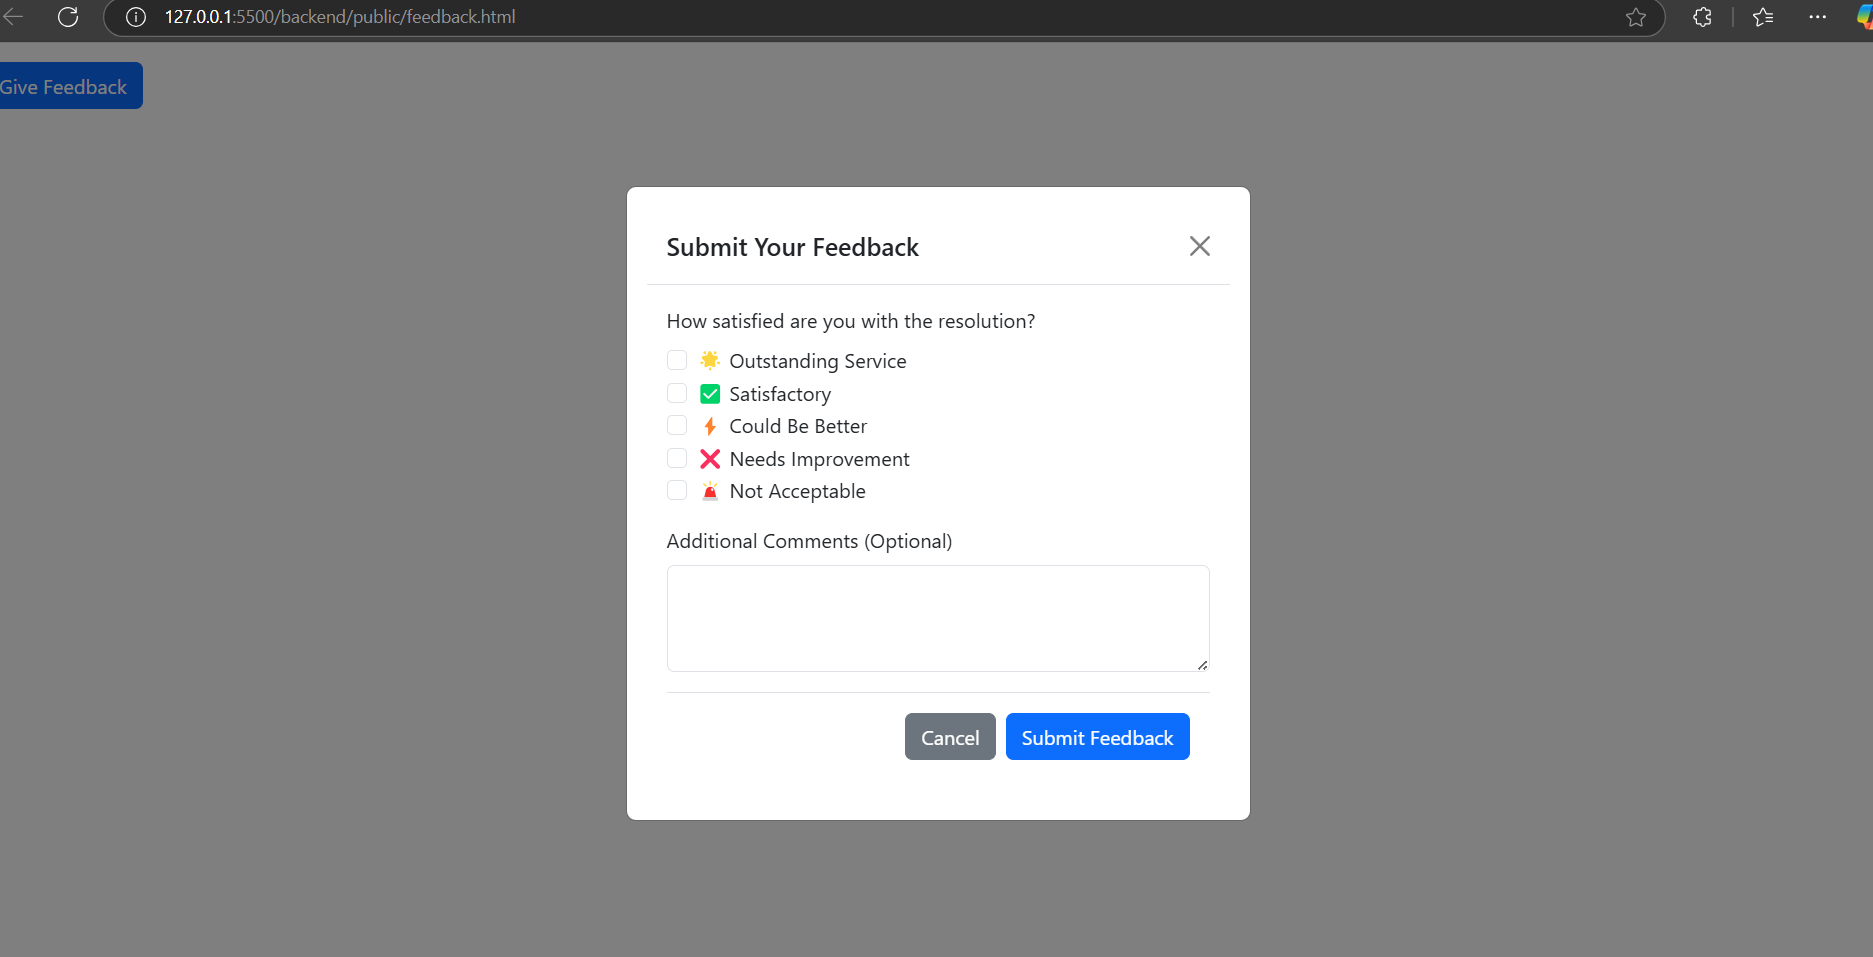 127.0.0.1:5500/backend/public/feedback.html
Give Feedback
Submit Your Feedback
How satisfied are you with the resolution?
🌟 Outstanding Service
✅ Satisfactory
⚡ Could Be Better
❌ Needs Improvement
🚨 Not Acceptable
Additional Comments (Optional)
Cancel Submit Feedback